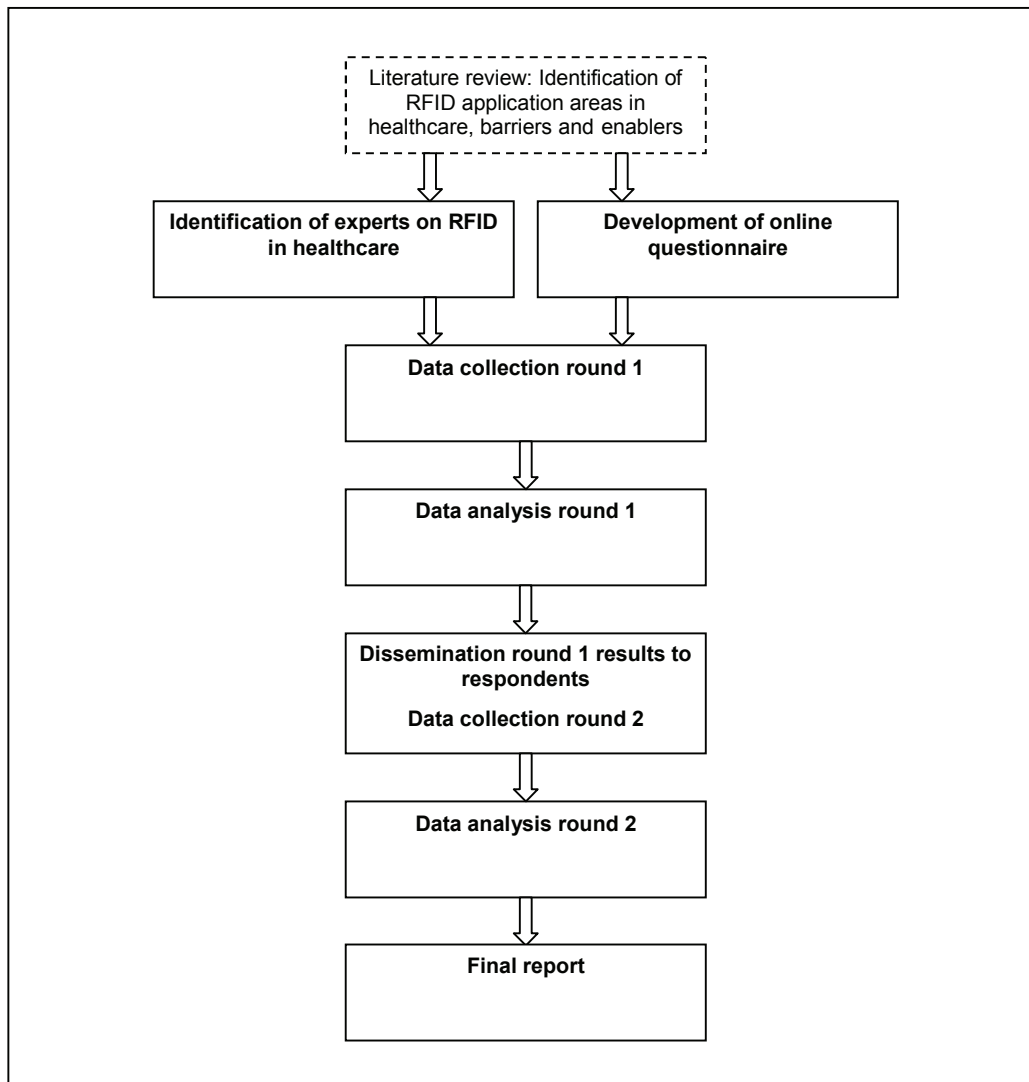 Literature review: Identification of
RFID application areas in
healthcare, barriers and enablers
Identification of experts on RFID
in healthcare
Development of online
questionnaire
Data collection round 1
Data analysis round 1
Dissemination round 1 results to
respondents
Data collection round 2
Data analysis round 2
Final report